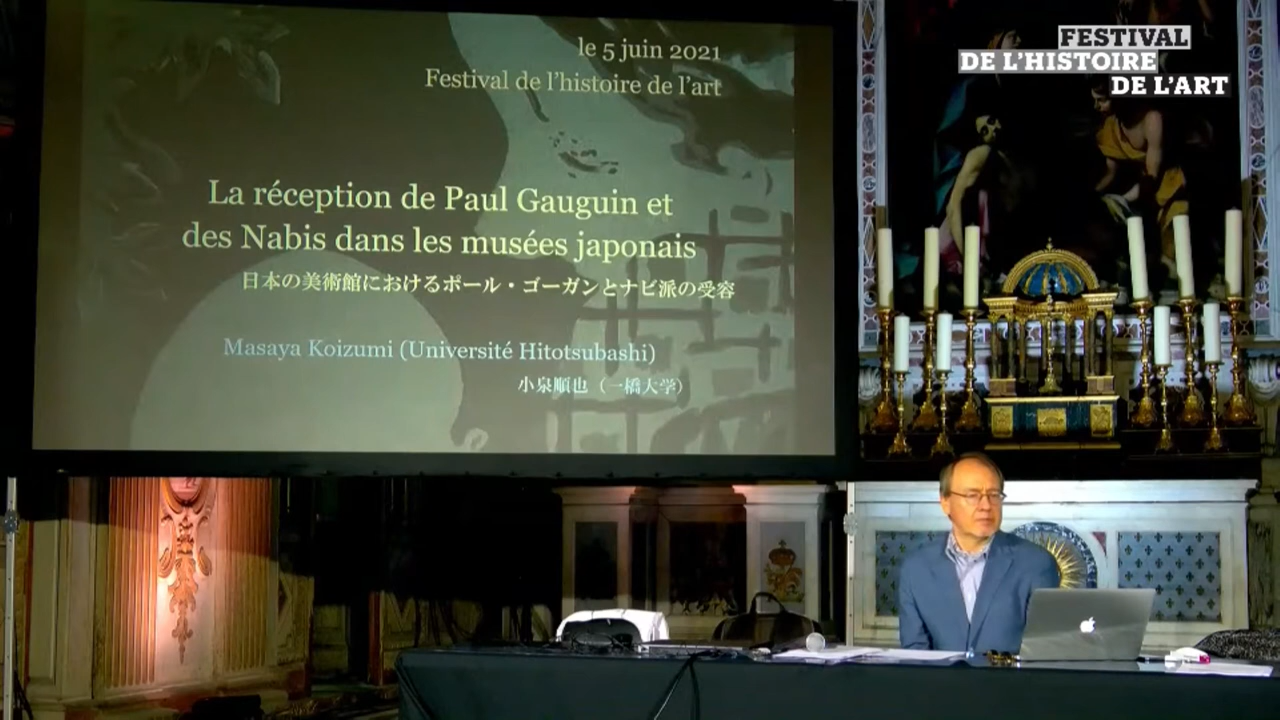 le 5 juin 2021
Festival de l'histoire de l'art
La réception de Paul Gauguin et
des Nabis dans les musées japonais
日本の美術館におけるポール・ゴーガンとナビ派の受容
Masaya Koizumi (Université Hitotsubashi)
小泉順也（一橋大学）
FESTIVAL
DE L'HISTOIRE
DE L'ART